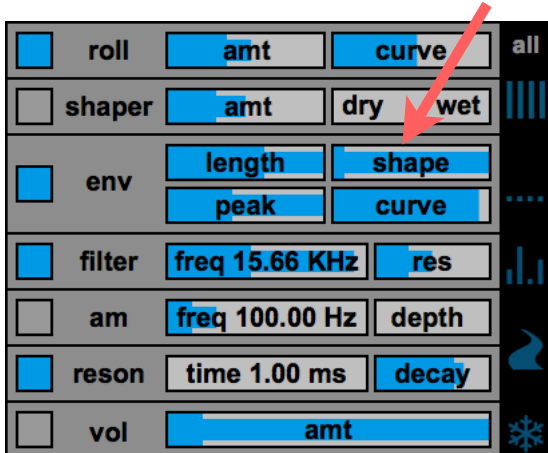 roll amt curve all
shaper amt dry wet
env length shape
peak curve
filter freq 15.66 KHz res
am freq 100.00 Hz depth
reson time 1.00 ms decay
vol amt